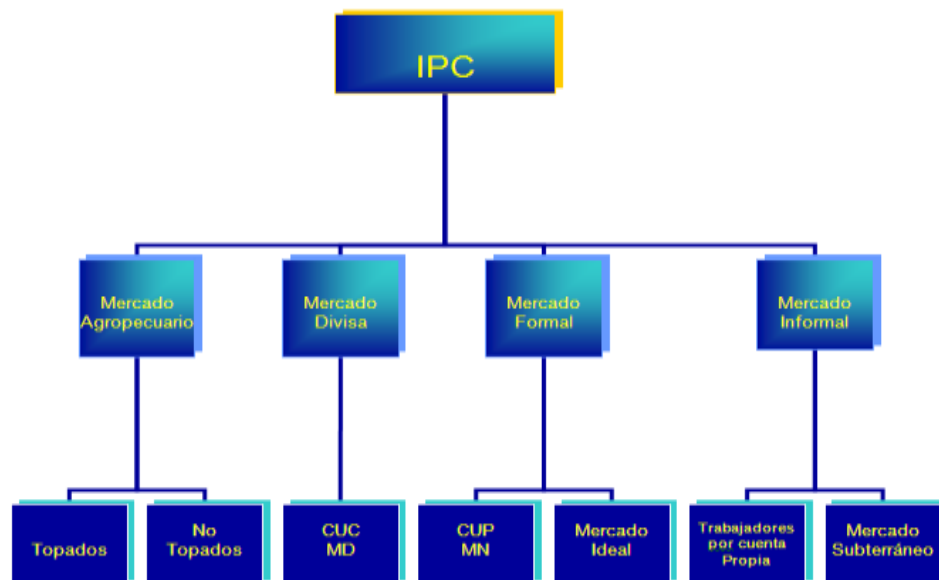 IPC
Mercado
Agropecuario
Mercado
Divisa
Mercado
Formal
Mercado
Informal
Topados
No
Topados
CUC
MD
CUP
MN
Mercado
Ideal
Trabajadores
por cuenta
Propia
Mercado
Subterráneo